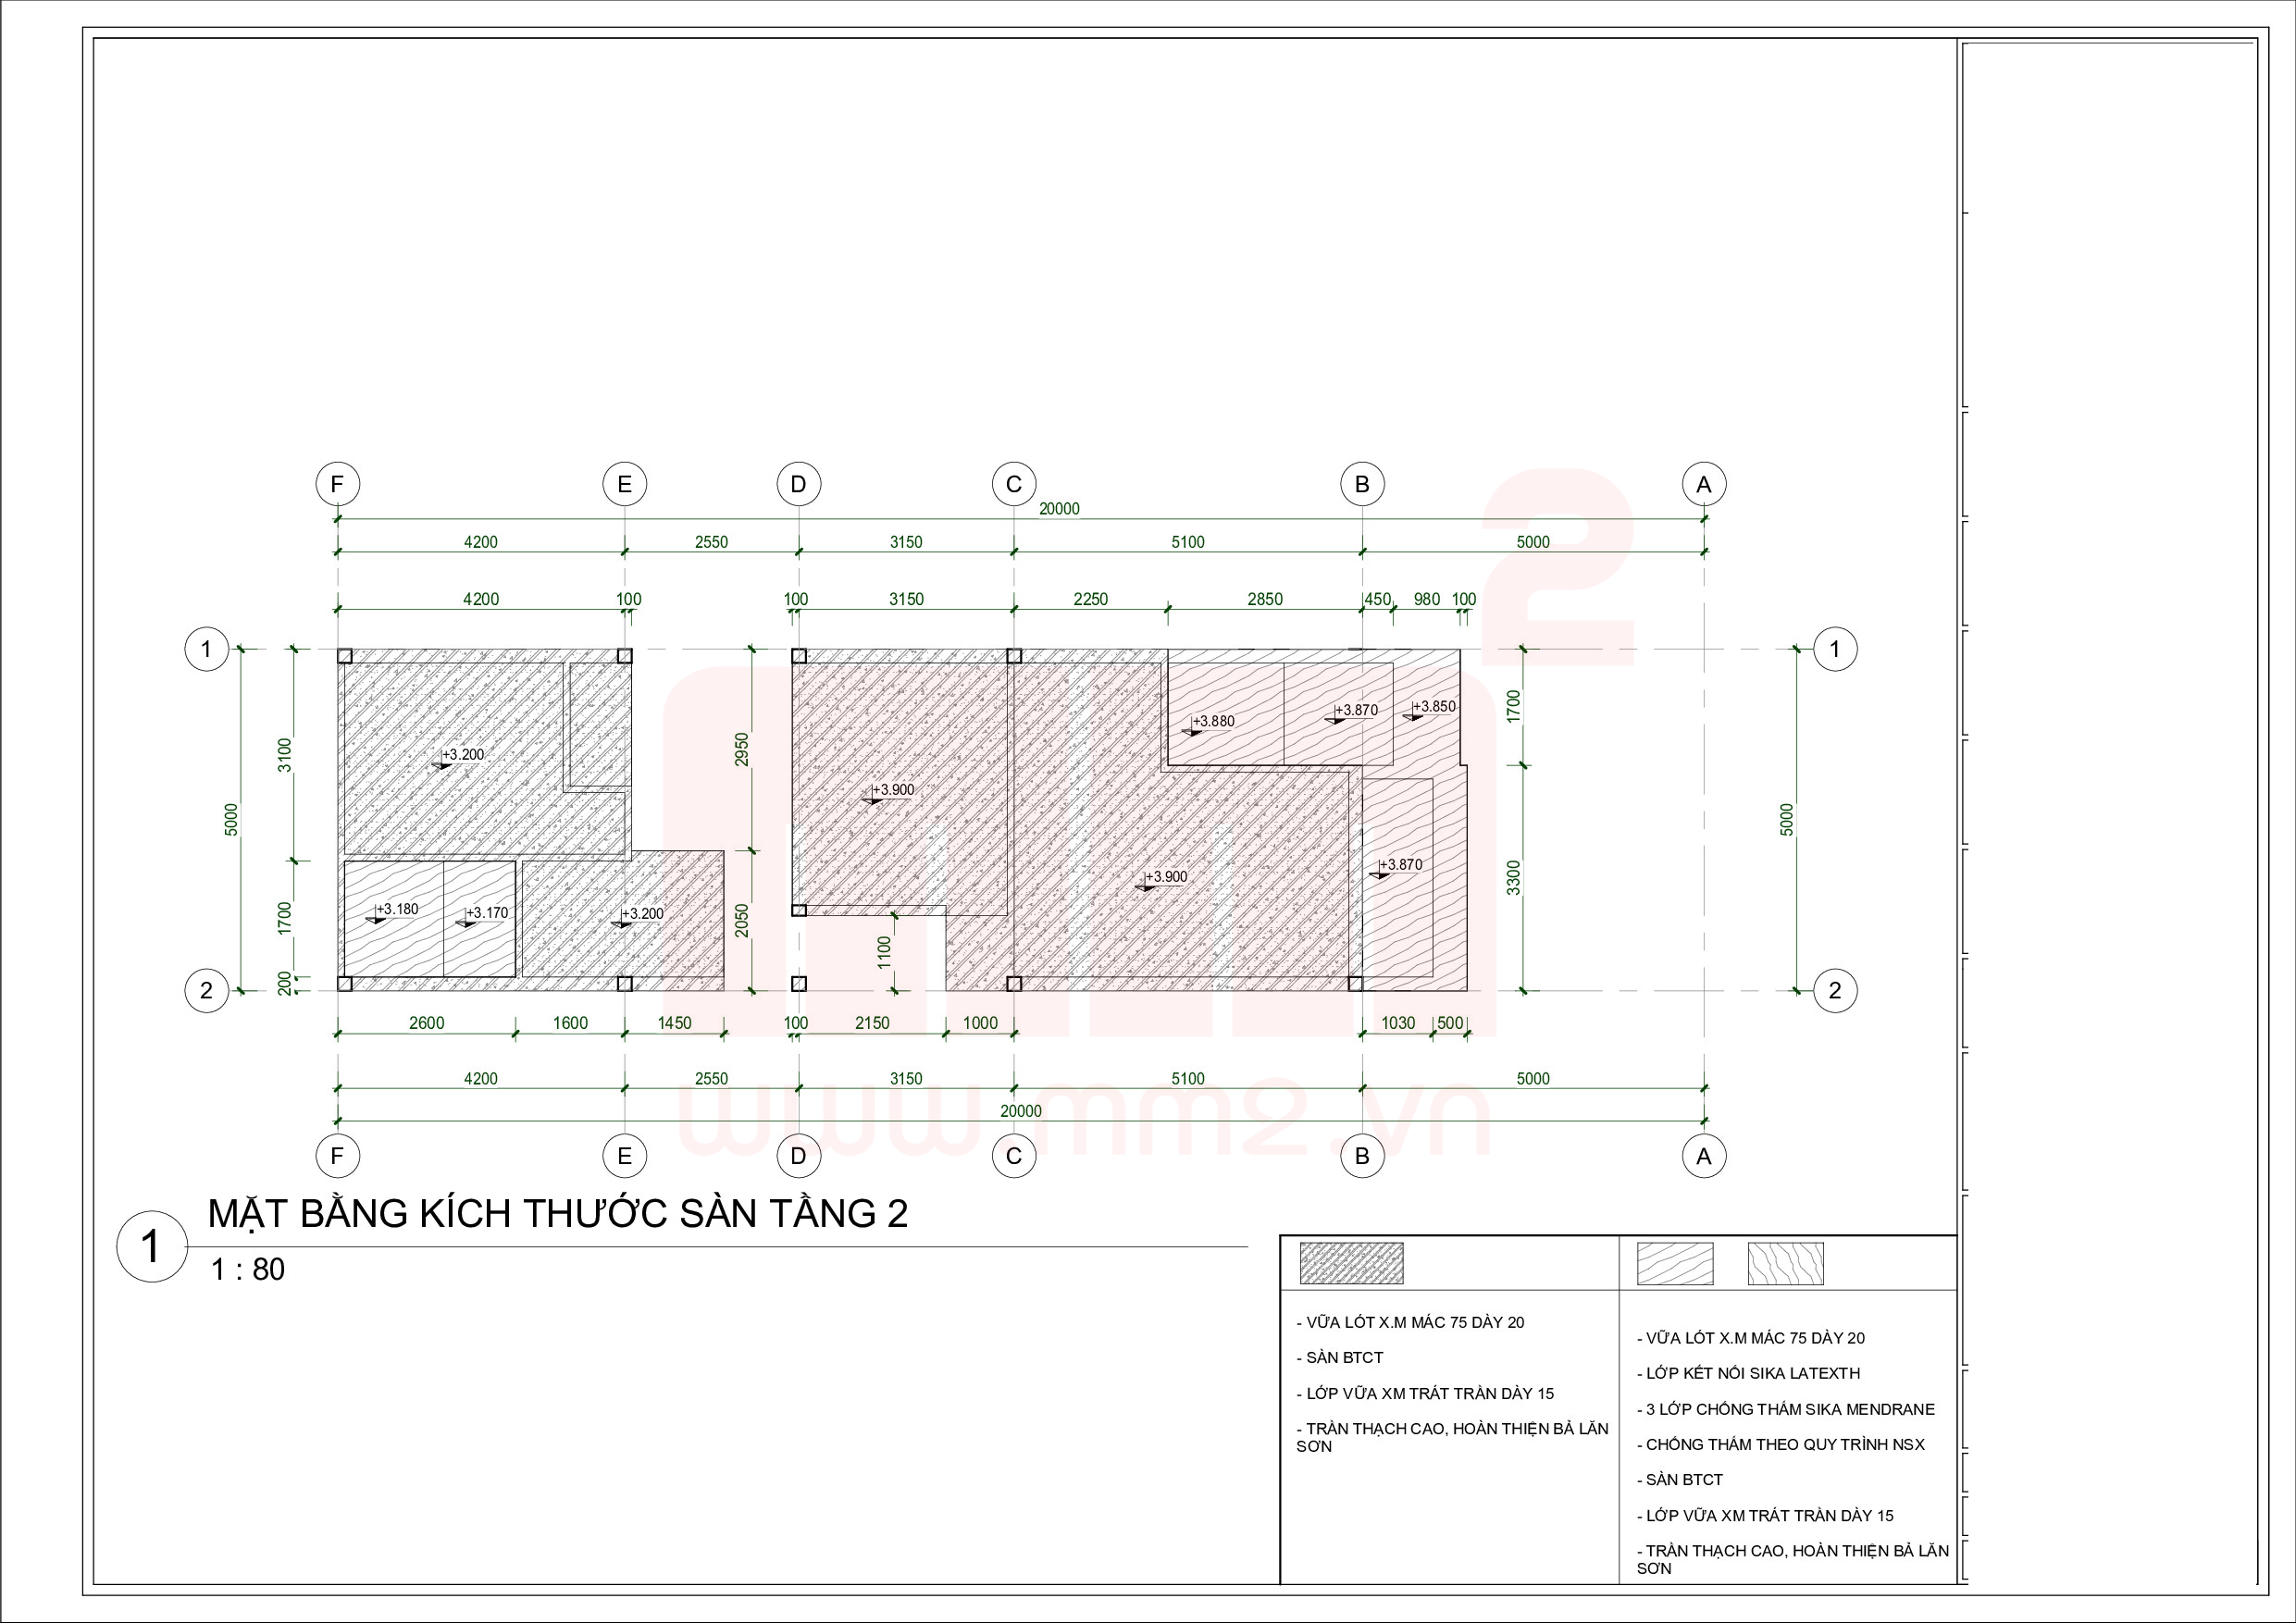 F E D C B A
20000
4200 2550 3150 5100 5000
4200 100 100 3150 2250 2850 450 980 100
1 1
2
+3.850
+3.870
+3.880
1700
2950
3100
+3.200
+3.900
5000 5000
+3.870
+3.900
3300
+3.180 +3.170 +3.200
1700
2050
1100
200
2 2
2600 1600 1450 100 2150 1000 1030 500
4200 2550 3150 5100 5000
20000
www.mm2.vn
F E D C B A
MẶT BẰNG KÍCH THƯỚC SÀN TẦNG 2
1
1 : 80
- VỮA LÓT X.M MÁC 75 DÀY 20
- SÀN BTCT
- LỚP VỮA XM TRÁT TRẦN DÀY 15
- TRẦN THẠCH CAO, HOÀN THIỆN BẢ LĂN
SƠN
- VỮA LÓT X.M MÁC 75 DÀY 20
- LỚP KẾT NỐI SIKA LATEXTH
- 3 LỚP CHỐNG THẤM SIKA MENDRANE
- CHỐNG THẤM THEO QUY TRÌNH NSX
- SÀN BTCT
- LỚP VỮA XM TRÁT TRẦN DÀY 15
- TRẦN THẠCH CAO, HOÀN THIỆN BẢ LĂN
SƠN